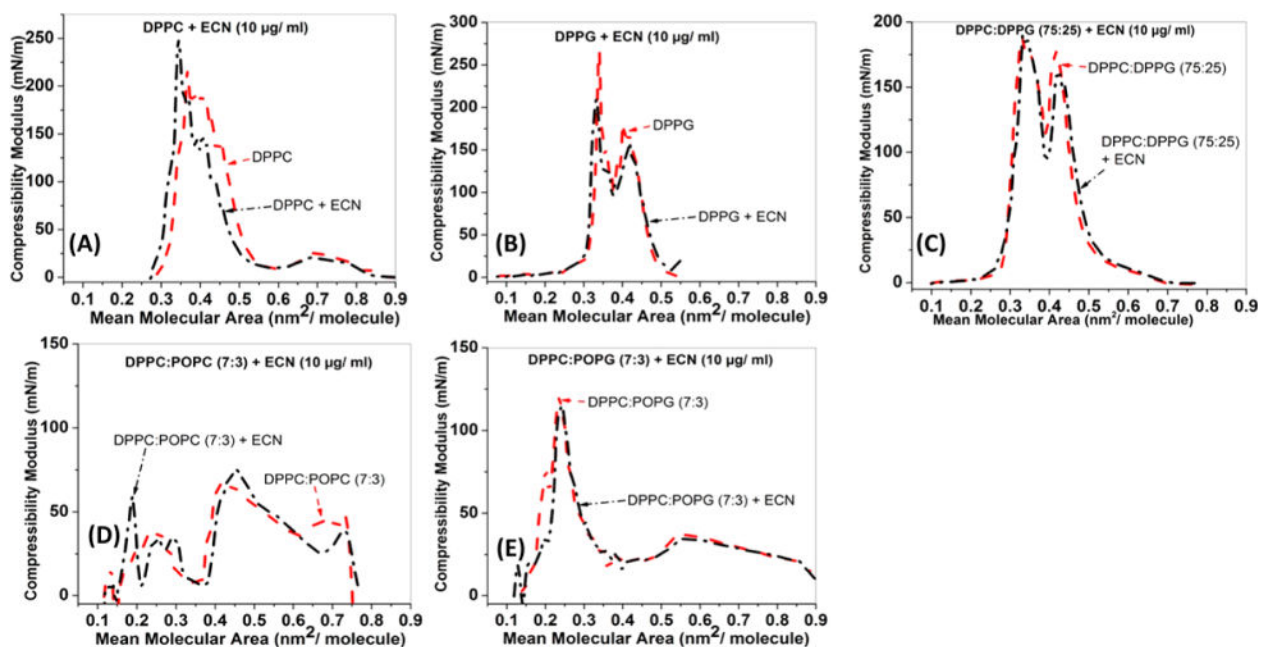 DPPC + ECN (10 µg/ ml)
Compressibility Modulus (mN/m)
250
200
150
100
50
0
DPPC
DPPC + ECN
(A)
0.1 0.2 0.3 0.4 0.5 0.6 0.7 0.8 0.9
Mean Molecular Area (nm²/ molecule)
DPPG + ECN (10 µg/ ml)
Compressibility Modulus (mN/m)
300
250
200
150
100
50
0
DPPG
DPPG + ECN
(B)
0.1 0.2 0.3 0.4 0.5 0.6 0.7 0.8 0.9
Mean Molecular Area (nm²/ molecule)
DPPC:DPPG (75:25) + ECN (10 µg/ ml)
Compressibility Modulus (mN/m)
200
150
100
50
0
DPPC:DPPG (75:25)
DPPC:DPPG (75:25)
+ ECN
(C)
0.1 0.2 0.3 0.4 0.5 0.6 0.7 0.8 0.9
Mean Molecular Area (nm²/ molecule)
DPPC:POPC (7:3) + ECN (10 µg/ ml)
Compressibility Modulus (mN/m)
150
100
50
0
DPPC:POPC (7:3) + ECN
DPPC:POPC (7:3)
(D)
0.1 0.2 0.3 0.4 0.5 0.6 0.7 0.8 0.9
Mean Molecular Area (nm²/ molecule)
DPPC:POPG (7:3) + ECN (10 µg/ ml)
Compressibility Modulus (mN/m)
150
100
50
0
DPPC:POPG (7:3)
DPPC:POPG (7:3) + ECN
(E)
0.1 0.2 0.3 0.4 0.5 0.6 0.7 0.8 0.9
Mean Molecular Area (nm²/ molecule)